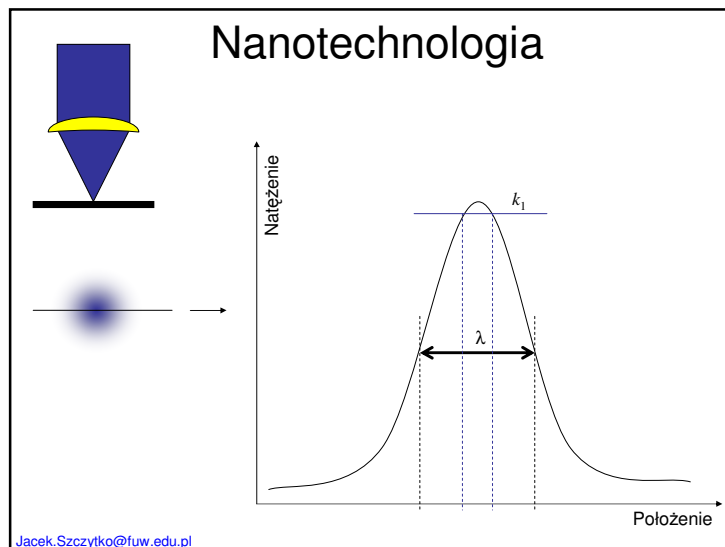 Nanotechnologia
Natężenie
k₁
λ
Położenie
Jacek.Szczytko@fuw.edu.pl